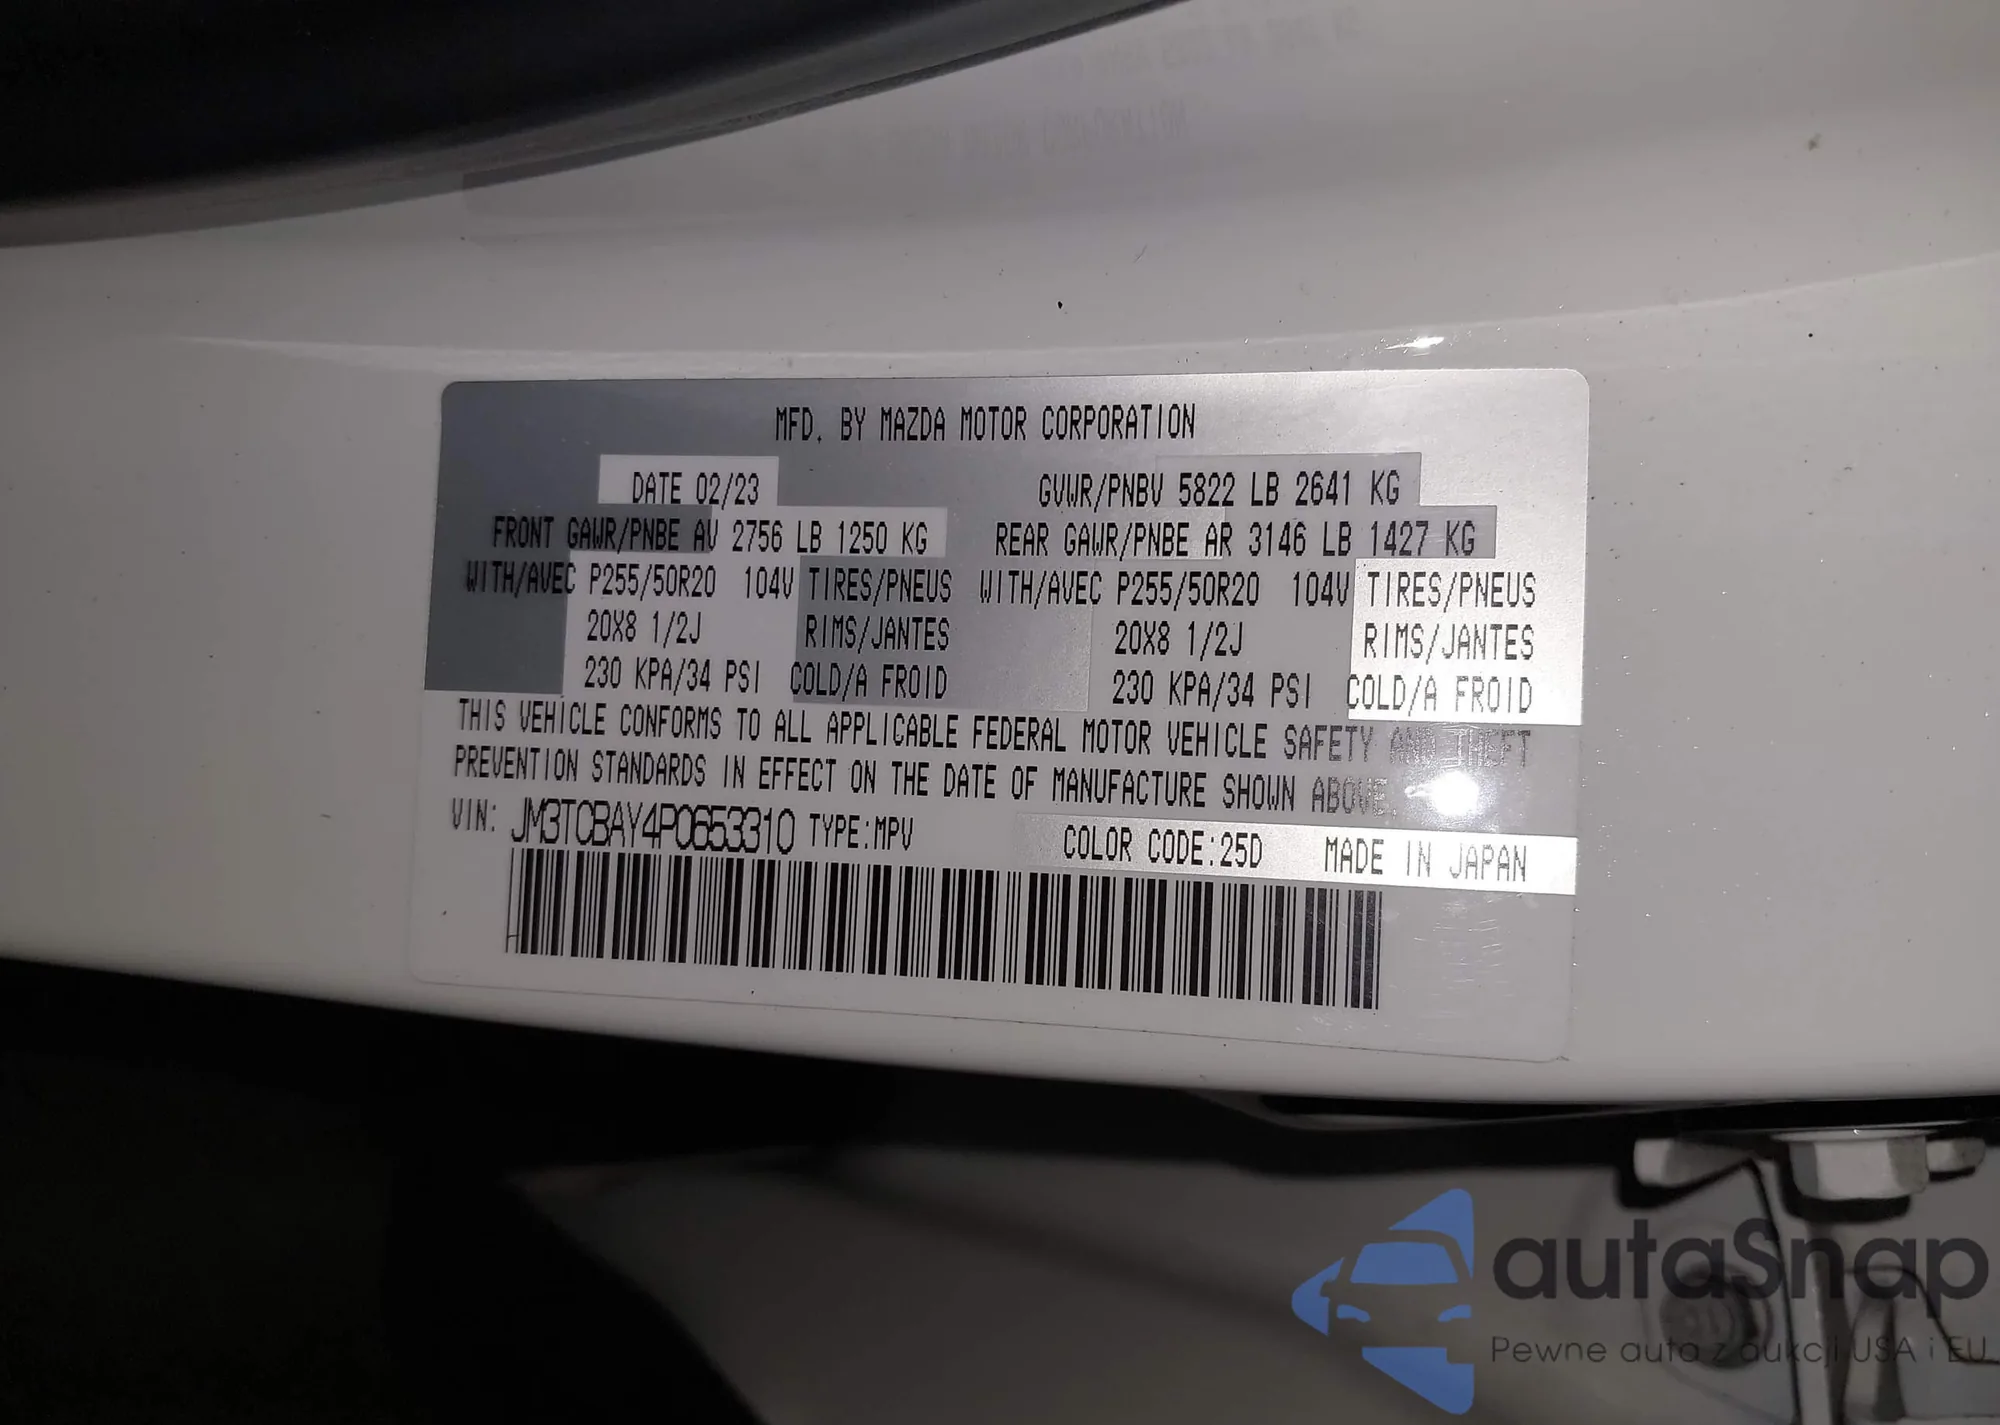 MFD. BY MAZDA MOTOR CORPORATION
DATE 02/23 GVWR/PNBV 5822 LB 2641 KG
FRONT GAWR/PNBE AV 2756 LB 1250 KG REAR GAWR/PNBE AR 3146 LB 1427 KG
WITH/AVEC P255/50R20 104V TIRES/PNEUS WITH/AVEC P255/50R20 104V TIRES/PNEUS
20X8 1/2J RIMS/JANTES 20X8 1/2J RIMS/JANTES
230 KPA/34 PSI COLD/A FROID 230 KPA/34 PSI COLD/A FROID
THIS VEHICLE CONFORMS TO ALL APPLICABLE FEDERAL MOTOR VEHICLE SAFETY AND THEFT
PREVENTION STANDARDS IN EFFECT ON THE DATE OF MANUFACTURE SHOWN ABOVE.
VIN: JM3TCBAY4P0653310 TYPE:MPV COLOR CODE:25D MADE IN JAPAN
autaSnap
Pewne auta z aukcji USA i EU